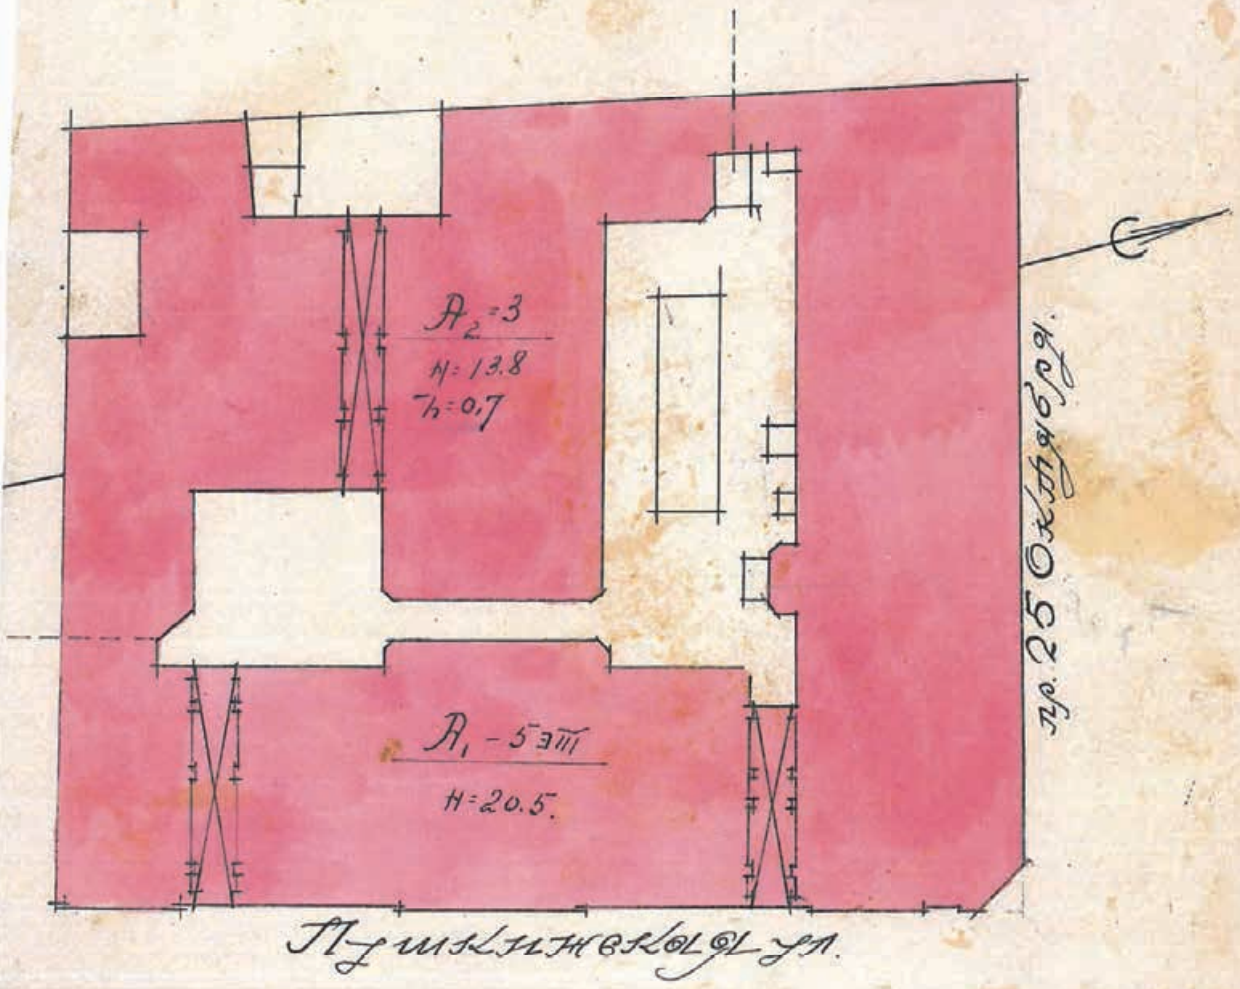 А₂ = 3
H = 13.8
h = 0,7
С
пр. 25 Октября.
А₁ - 5эт
H = 20.5.
Пушкинская ул.